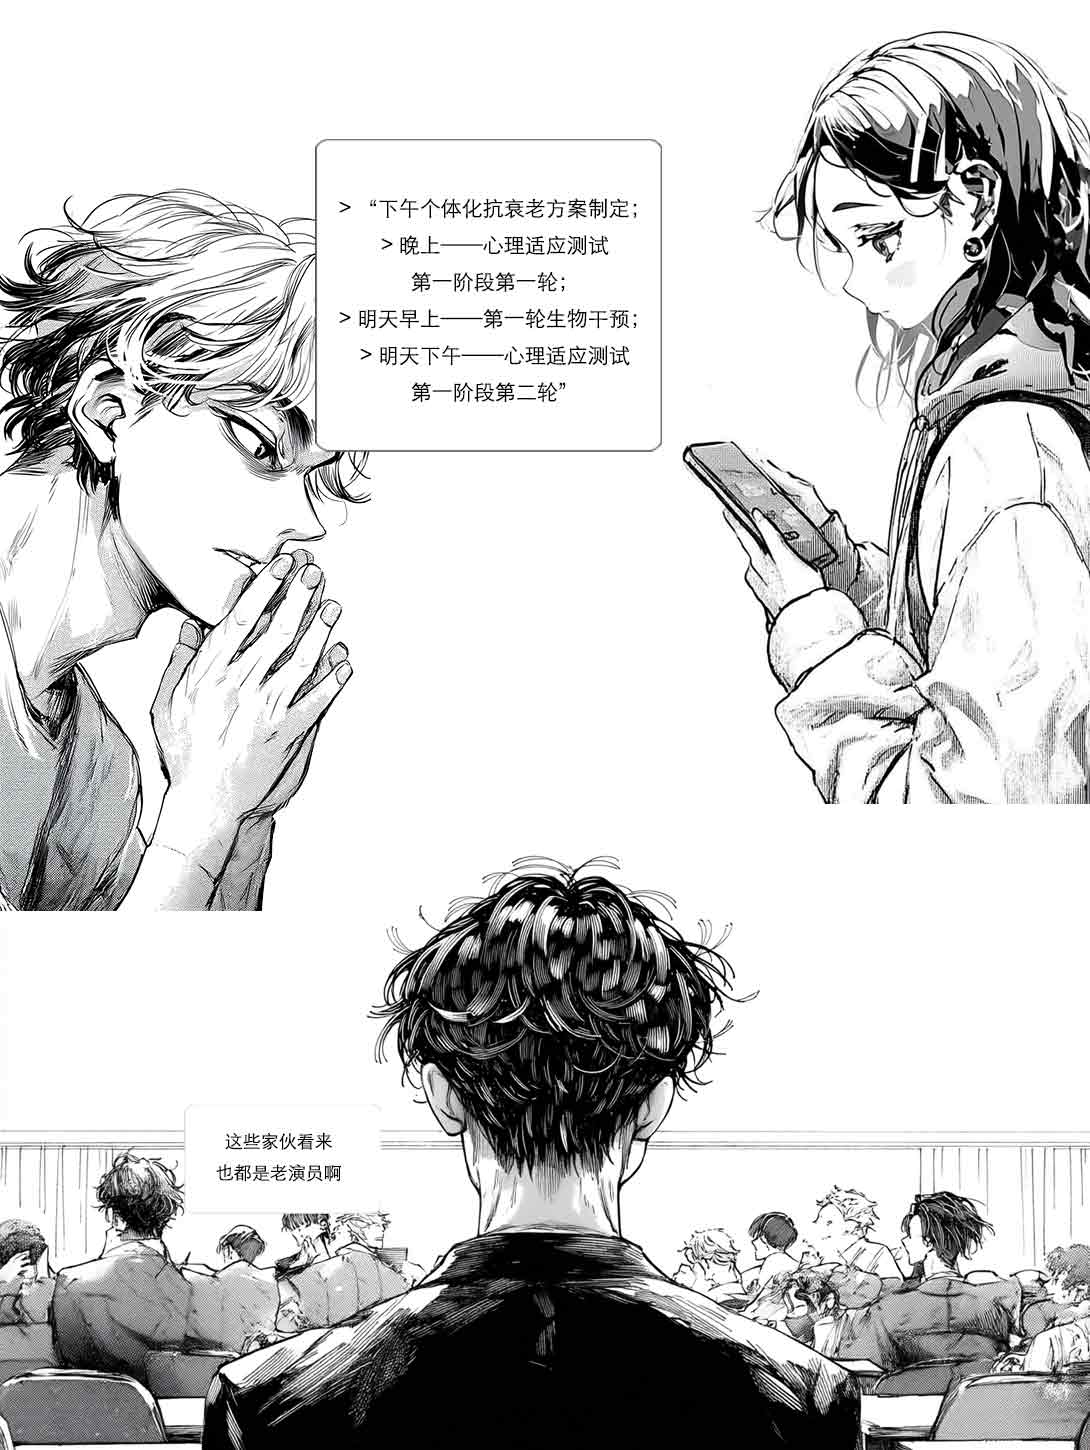 > “下午个体化抗衰老方案制定；
> 晚上——心理适应测试
第一阶段第一轮；
> 明天早上——第一轮生物干预；
> 明天下午——心理适应测试
第一阶段第二轮”
这些家伙看来
也都是老演员啊